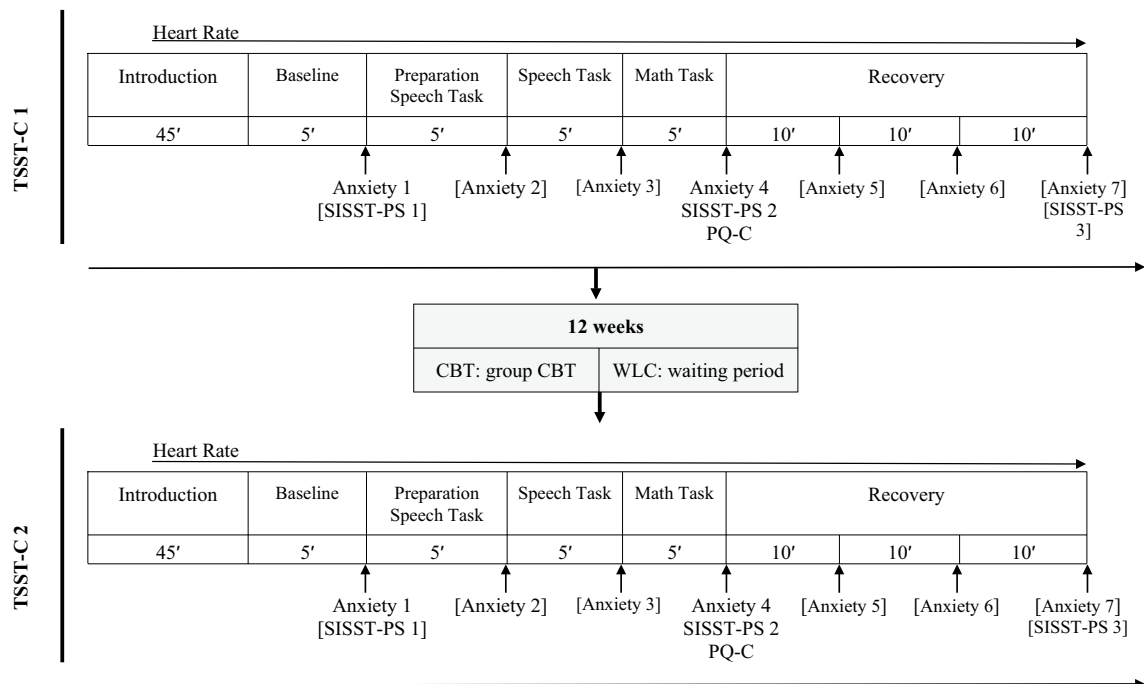 Heart Rate
TSST-C 1
Introduction Baseline Preparation Speech Task Math Task Recovery
Speech Task
45′ 5′ 5′ 5′ 5′ 10′ 10′ 10′
Anxiety 1 [Anxiety 2] [Anxiety 3] Anxiety 4 [Anxiety 5] [Anxiety 6] [Anxiety 7]
[SISST-PS 1] SISST-PS 2 [SISST-PS
PQ-C 3]
12 weeks
CBT: group CBT WLC: waiting period
Heart Rate
TSST-C 2
Introduction Baseline Preparation Speech Task Math Task Recovery
Speech Task
45′ 5′ 5′ 5′ 5′ 10′ 10′ 10′
Anxiety 1 [Anxiety 2] [Anxiety 3] Anxiety 4 [Anxiety 5] [Anxiety 6] [Anxiety 7]
[SISST-PS 1] SISST-PS 2 [SISST-PS 3]
PQ-C